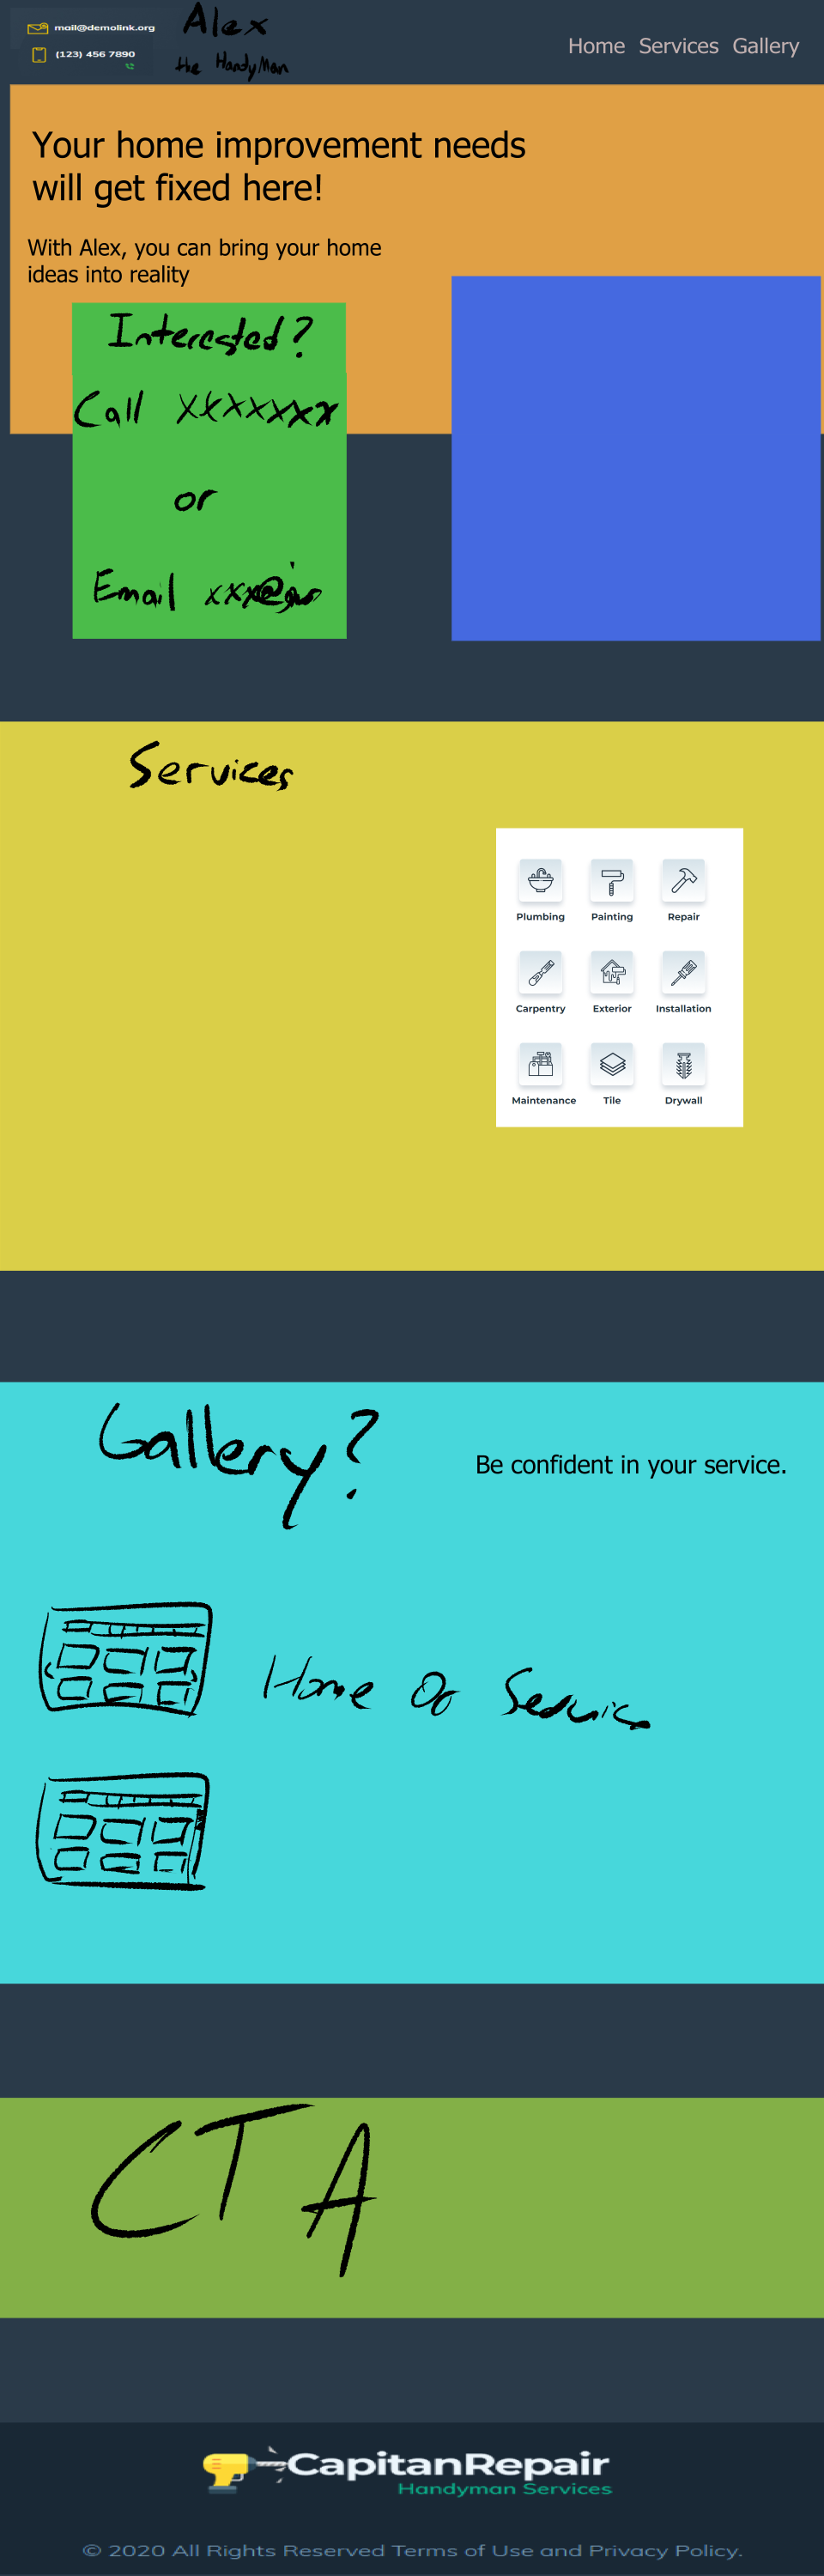 mail@demolink.org
(123) 456 7890
Alex
the HandyMan
Home Services Gallery
Your home improvement needs
will get fixed here!
With Alex, you can bring your home
ideas into reality
Interested?
Call xxxxxxx
or
Email
Services
Plumbing Painting Repair
Carpentry Exterior Installation
Maintenance Tile Drywall
Gallery?
Be confident in your service.
Home Or
CTA
CapitanRepair
Handyman Services
© 2020 All Rights Reserved Terms of Use and Privacy Policy.